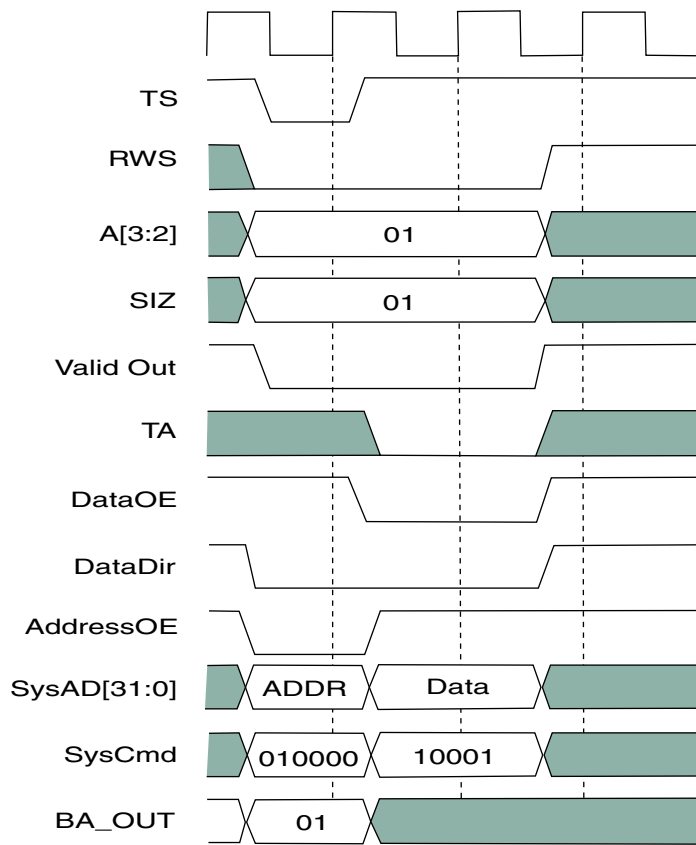 TS
RWS
A[3:2] 01
SIZ 01
Valid Out
TA
DataOE
DataDir
AddressOE
SysAD[31:0] ADDR Data
SysCmd 010000 10001
BA_OUT 01